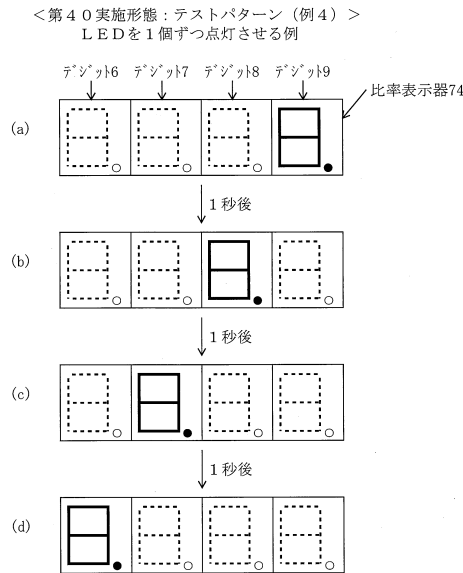 ＜第４０実施形態：テストパターン（例４）＞
ＬＥＤを１個ずつ点灯させる例
ﾃﾞｼﾞｯﾄ6 ﾃﾞｼﾞｯﾄ7 ﾃﾞｼﾞｯﾄ8 ﾃﾞｼﾞｯﾄ9
比率表示器74
(a)
１秒後
(b)
１秒後
(c)
１秒後
(d)